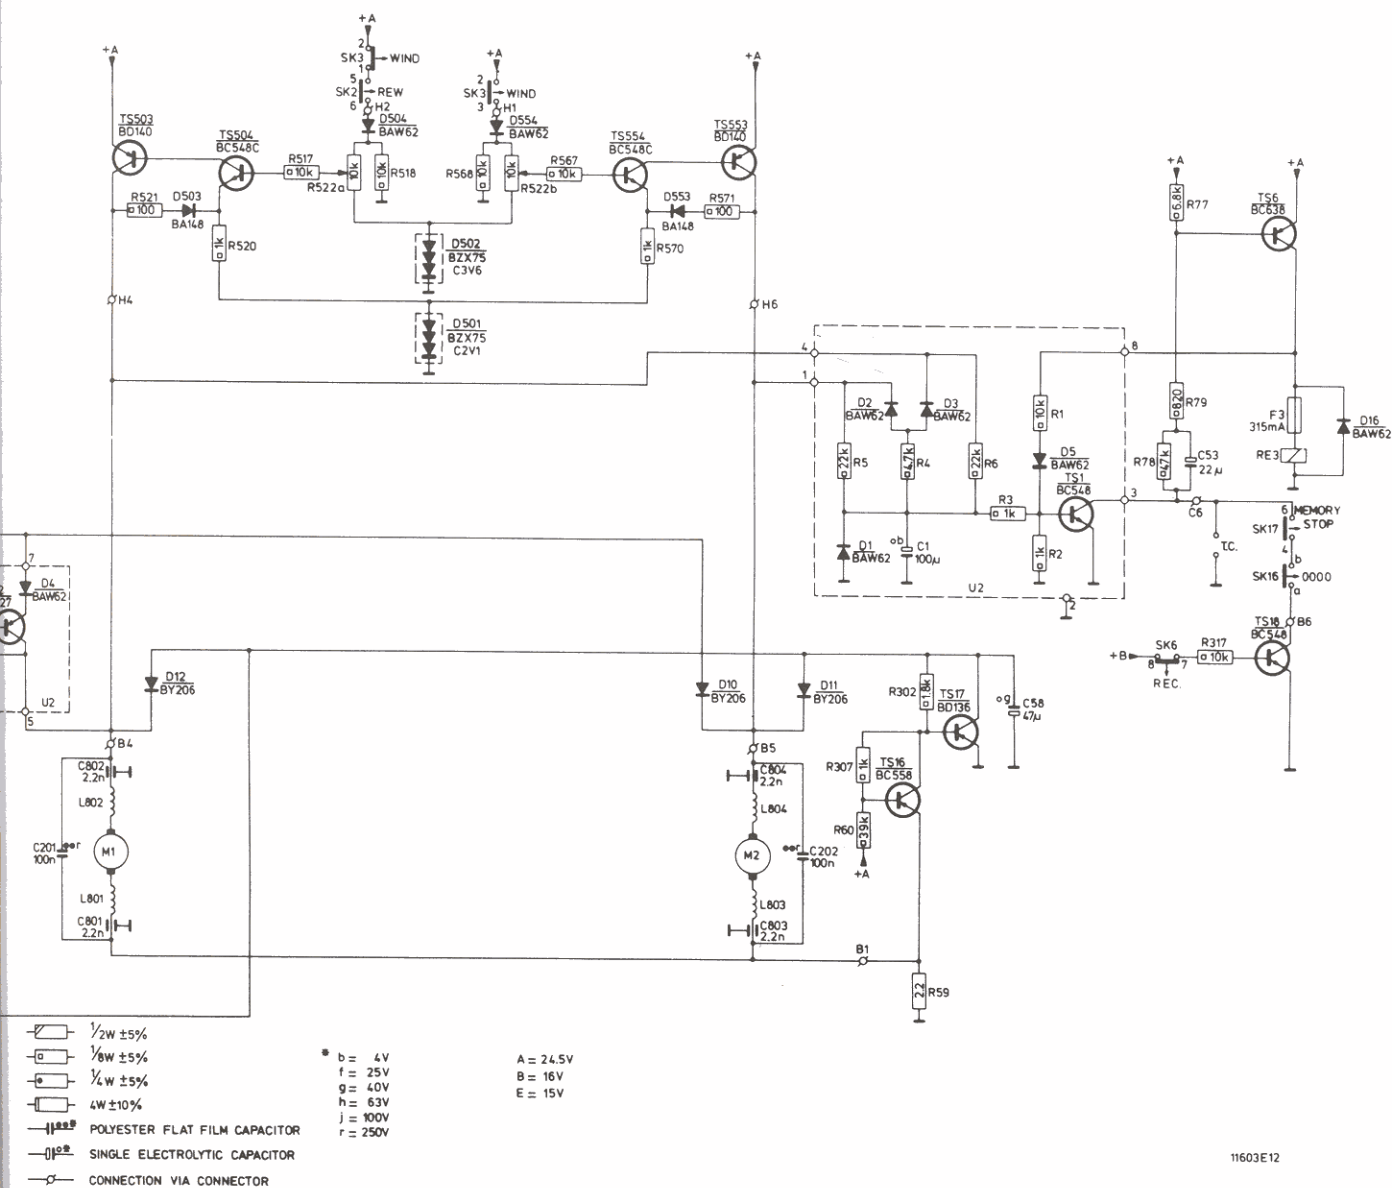 +A
+A
2
SK3
WIND
1
5
SK2
REW
6
H2
D504
BAW62
+A
2
SK3
WIND
3
H1
D554
BAW62
+A
TS503
BD140
TS504
BC548C
R517
10k
R522a
10k
10k
R518
R568
10k
10k
R522b
R567
10k
TS554
BC548C
TS553
BD140
R521
100
D503
BA148
1k
R520
D553
BA148
R571
100
1k
R570
D502
BZX75
C3V6
D501
BZX75
C2V1
H4
H6
+A
6.8k
R77
+A
TS6
BC638
4
1
8
D2
BAW62
D3
BAW62
10k
R1
22k
R5
4.7k
R4
22k
R6
D5
BAW62
TS1
BC548
R3
1k
D1
BAW62
b
C1
100µ
1k
R2
U2
2
3
820
R79
R78
47k
C53
22µ
C6
F3
315mA
RE3
D16
BAW62
T.C.
6
MEMORY
STOP
SK17
4
b
SK16
0000
a
B6
TS18
BC548
+B
8
SK6
7
REC.
R317
10k
7
D4
BAW62
2
27
U2
5
D12
BY206
D10
BY206
D11
BY206
R302
1.8k
TS17
BD136
g
C58
47µ
R307
1k
TS16
BC558
R60
39k
+A
B4
C802
2.2n
L802
C201
100n
r
M1
L801
C801
2.2n
B5
C804
2.2n
L804
M2
r
C202
100n
L803
C803
2.2n
B1
2.2
R59
1/2W ±5%
1/8W ±5%
1/4W ±5%
4W ±10%
POLYESTER FLAT FILM CAPACITOR
SINGLE ELECTROLYTIC CAPACITOR
CONNECTION VIA CONNECTOR
* b = 4V
f = 25V
g = 40V
h = 63V
j = 100V
r = 250V
A = 24.5V
B = 16V
E = 15V
11603E12